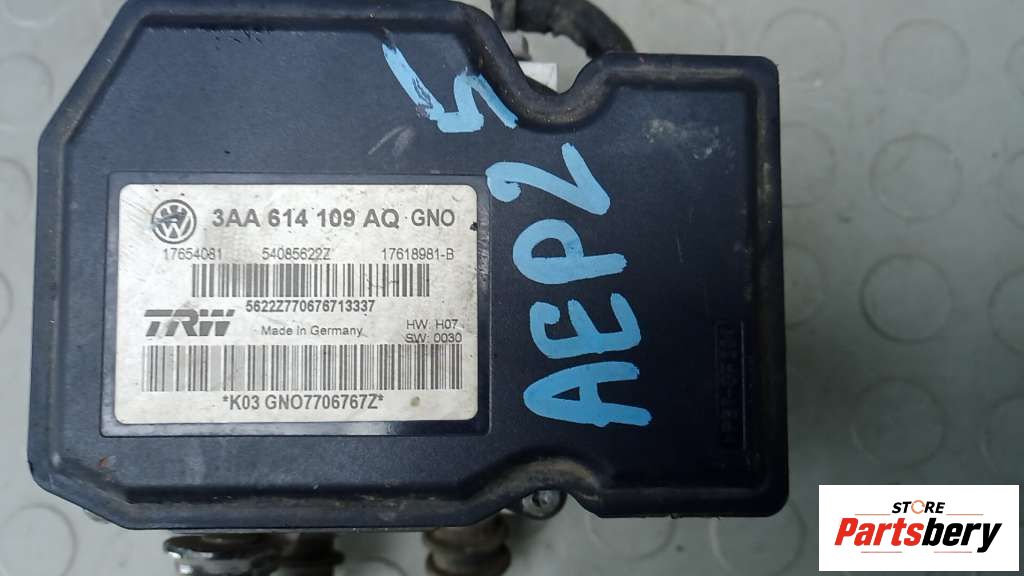 3AA 614 109 AQ GNO
17654081 54085622Z 17618981-B
5622Z770676713337
TRW Made in Germany HW: H07
SW: 0030
*K03 GNO7706767Z*
5
AEP2
STORE
Partsbery